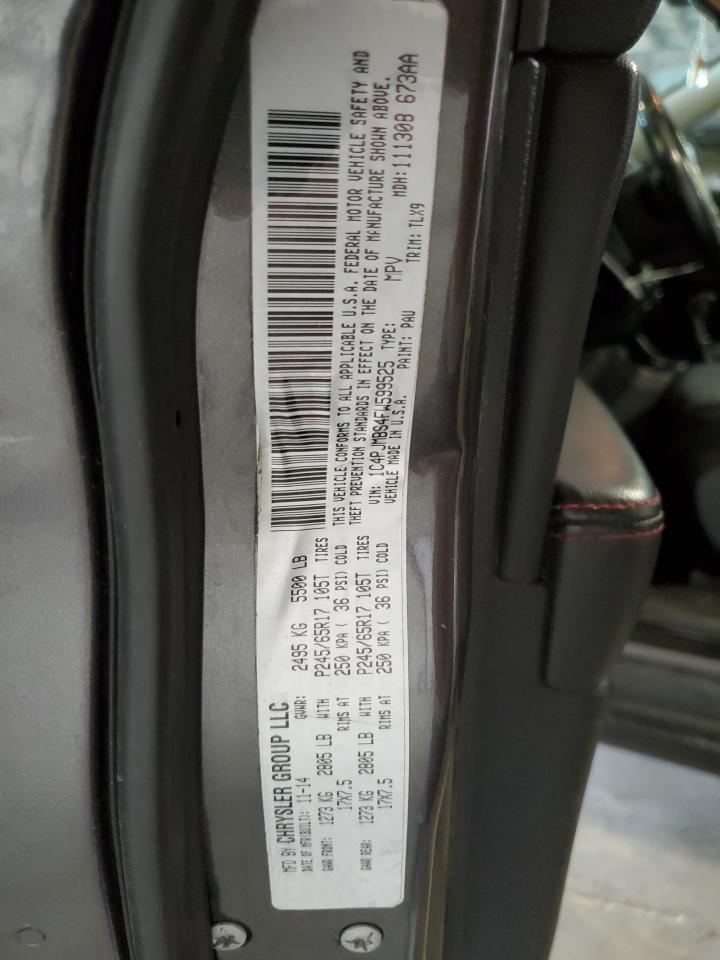 MFD BY CHRYSLER GROUP LLC
DATE OF MFR(BUILT): 11-14 GVWR: 2495 KG 5500 LB
GAWR FRONT: 1273 KG 2805 LB WITH P245/65R17 105T TIRES
17X7.5 RIMS AT 250 KPA ( 36 PSI) COLD
GAWR REAR: 1273 KG 2805 LB WITH P245/65R17 105T TIRES
17X7.5 RIMS AT 250 KPA ( 36 PSI) COLD
THIS VEHICLE CONFORMS TO ALL APPLICABLE U.S.A. FEDERAL MOTOR VEHICLE SAFETY AND
THEFT PREVENTION STANDARDS IN EFFECT ON THE DATE OF MANUFACTURE SHOWN ABOVE.
VIN: 1C4PJMBS4FW599525 TYPE: MPV MDH: 111308 673AA
VEHICLE MADE IN U.S.A. PAINT: PAU TRIM: TLX9